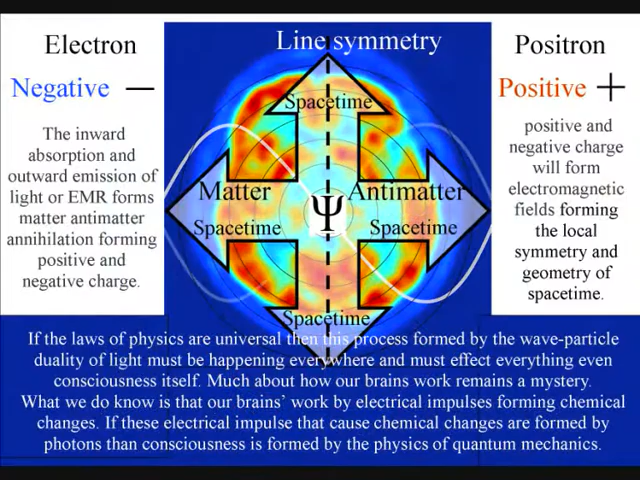 Electron
Negative −
The inward
absorption and
outward emission of
light or EMR forms
matter antimatter
annihilation forming
positive and
negative charge.
Line symmetry
Spacetime
Matter
Antimatter
Ψ
Spacetime
Spacetime
Spacetime
Positron
Positive +
positive and
negative charge
will form
electromagnetic
fields forming
the local
symmetry and
geometry of
spacetime.
If the laws of physics are universal then this process formed by the wave-particle
duality of light must be happening everywhere and must effect everything even
consciousness itself. Much about how our brains work remains a mystery.
What we do know is that our brains' work by electrical impulses forming chemical
changes. If these electrical impulse that cause chemical changes are formed by
photons than consciousness is formed by the physics of quantum mechanics.